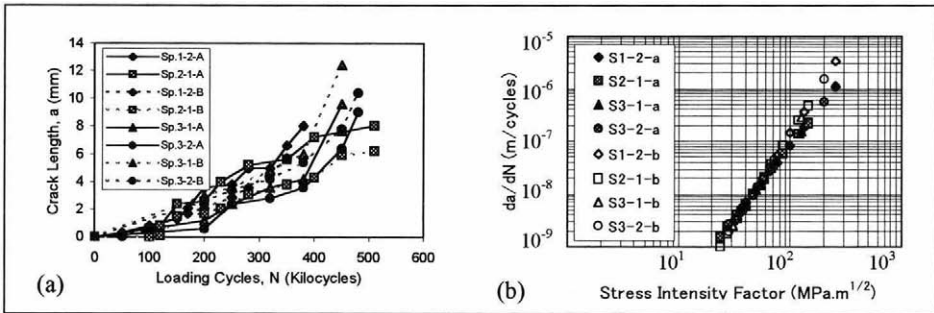 14
12
10
8
6
4
2
0
Crack Length, a (mm)
Sp.1-2-A
Sp.2-1-A
Sp.1-2-B
Sp.2-1-B
Sp.3-1-A
Sp.3-2-A
Sp.3-1-B
Sp.3-2-B
0 100 200 300 400 500 600
Loading Cycles, N (Kilocycles)
(a)
da/dN (m/cycles)
10-5
10-6
10-7
10-8
10-9
S1-2-a
S2-1-a
S3-1-a
S3-2-a
S1-2-b
S2-1-b
S3-1-b
S3-2-b
101 102 103
Stress Intensity Factor (MPa.m1/2)
(b)